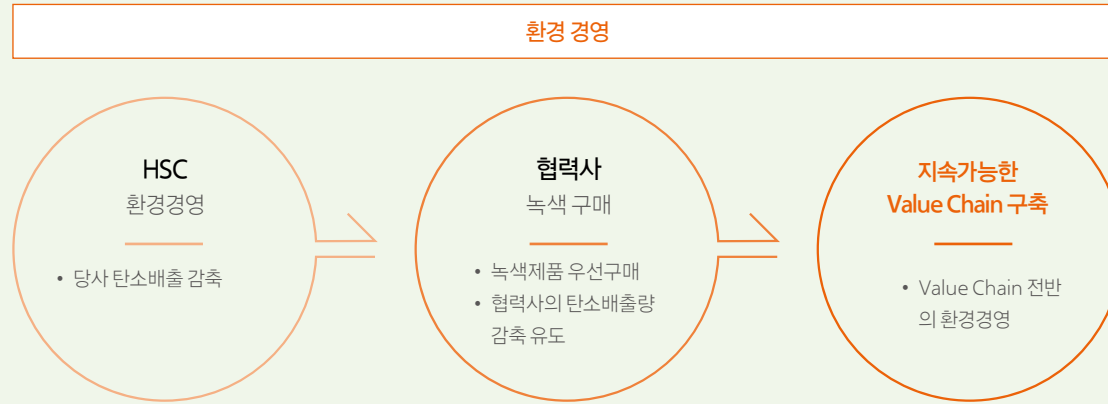 환경 경영
HSC
환경경영
• 당사 탄소배출 감축
협력사
녹색 구매
• 녹색제품 우선구매
• 협력사의 탄소배출량
감축 유도
지속가능한
Value Chain 구축
• Value Chain 전반
의 환경경영